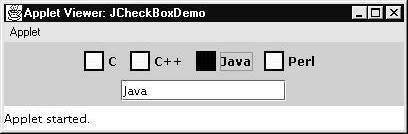 Applet Viewer: JCheckBoxDemo
Applet
C C++ Java Perl
Java
Applet started.